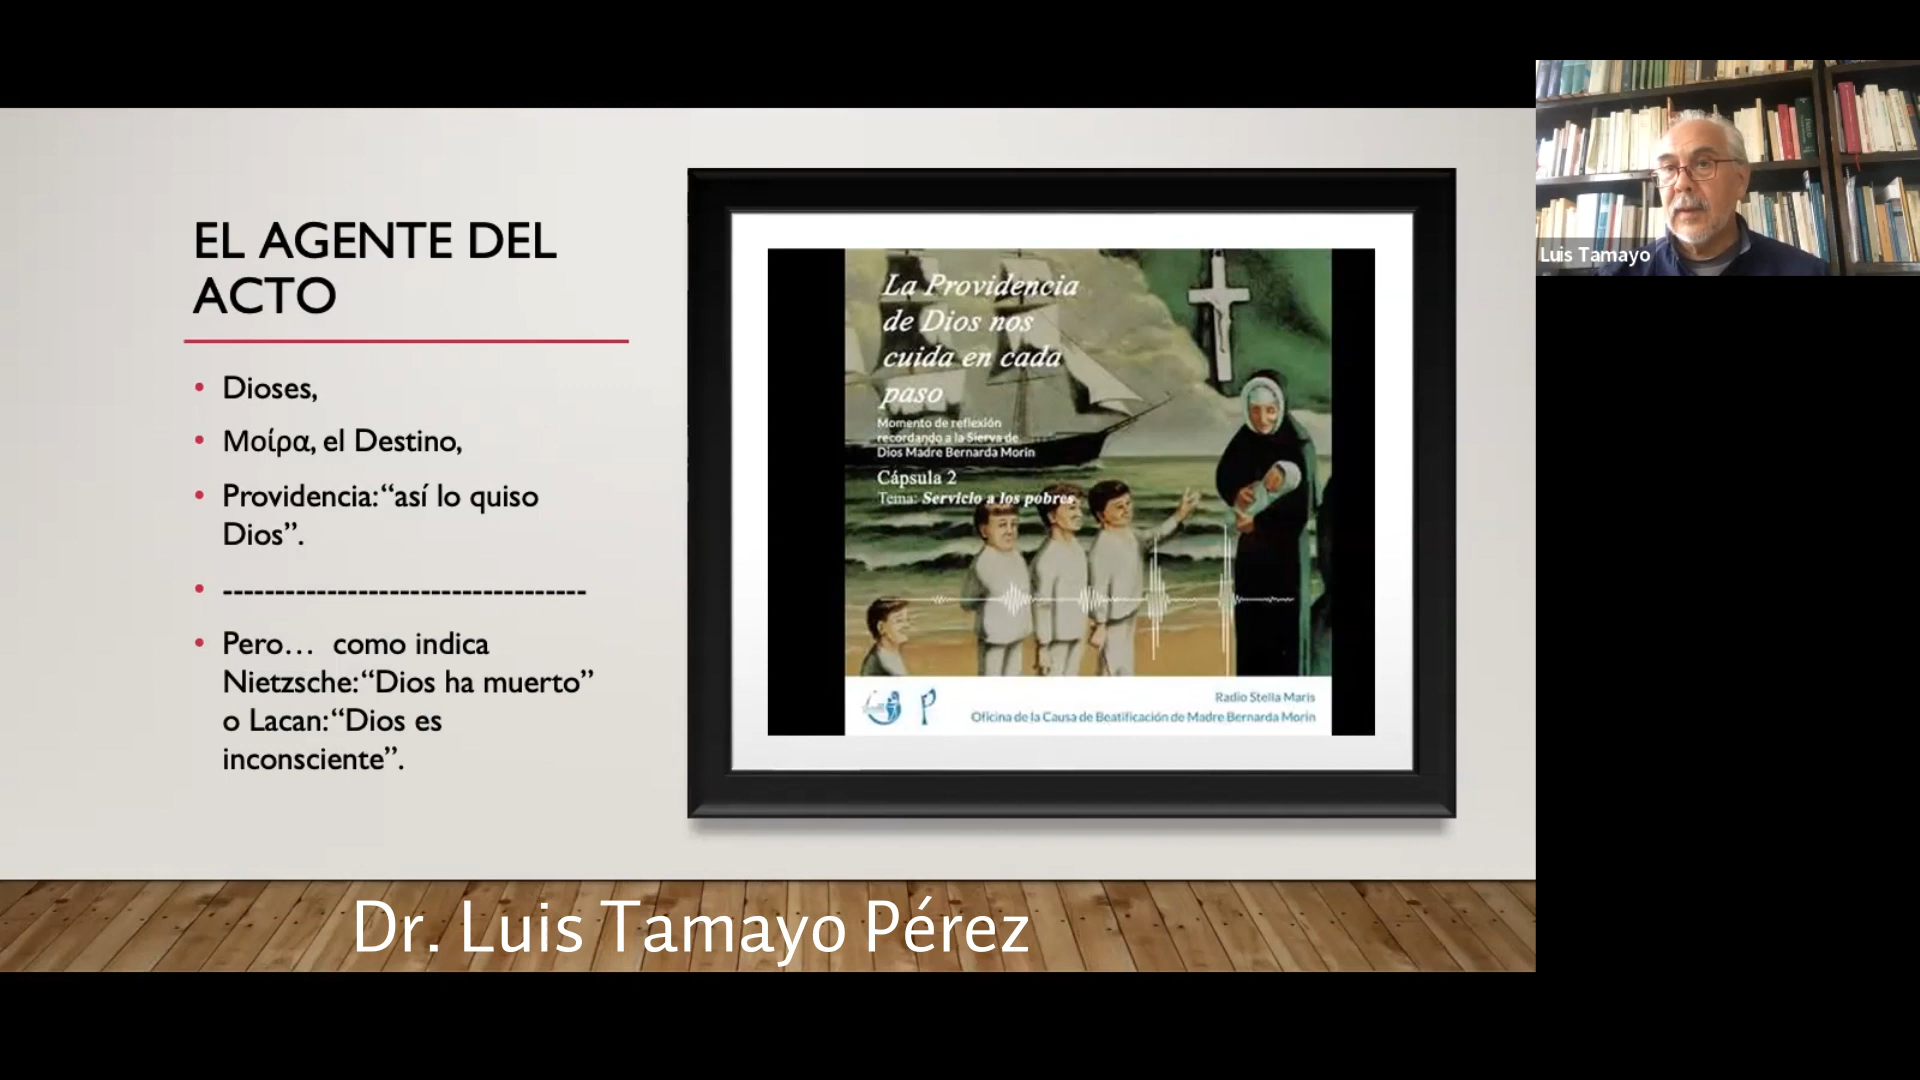 EL AGENTE DEL
ACTO
• Dioses,
• Μοίρα, el Destino,
• Providencia: “así lo quiso
Dios”.
• -----------------------------------
• Pero… como indica
Nietzsche: “Dios ha muerto”
o Lacan: “Dios es
inconsciente”.
La Providencia
de Dios nos
cuida en cada
paso
Momento de reflexión
recordando a la Sierva de
Dios Madre Bernarda Morin
Cápsula 2
Tema: Servicio a los pobres
Radio Stella Maris
Oficina de la Causa de Beatificación de Madre Bernarda Morin
Luis Tamayo
Dr. Luis Tamayo Pérez